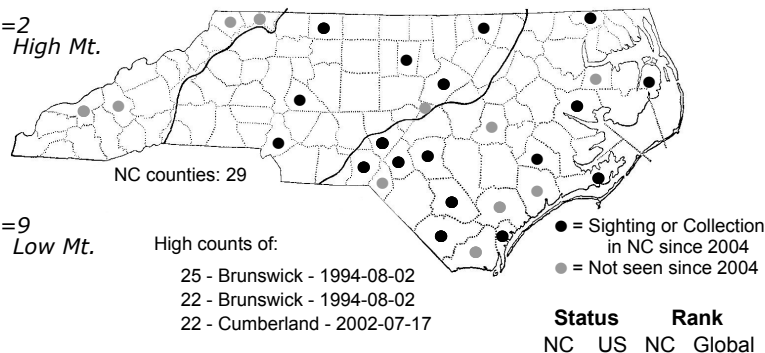 =2
High Mt.
NC counties: 29
=9
Low Mt.
High counts of:
25 - Brunswick - 1994-08-02
22 - Brunswick - 1994-08-02
22 - Cumberland - 2002-07-17
● = Sighting or Collection
in NC since 2004
● = Not seen since 2004
Status Rank
NC US NC Global